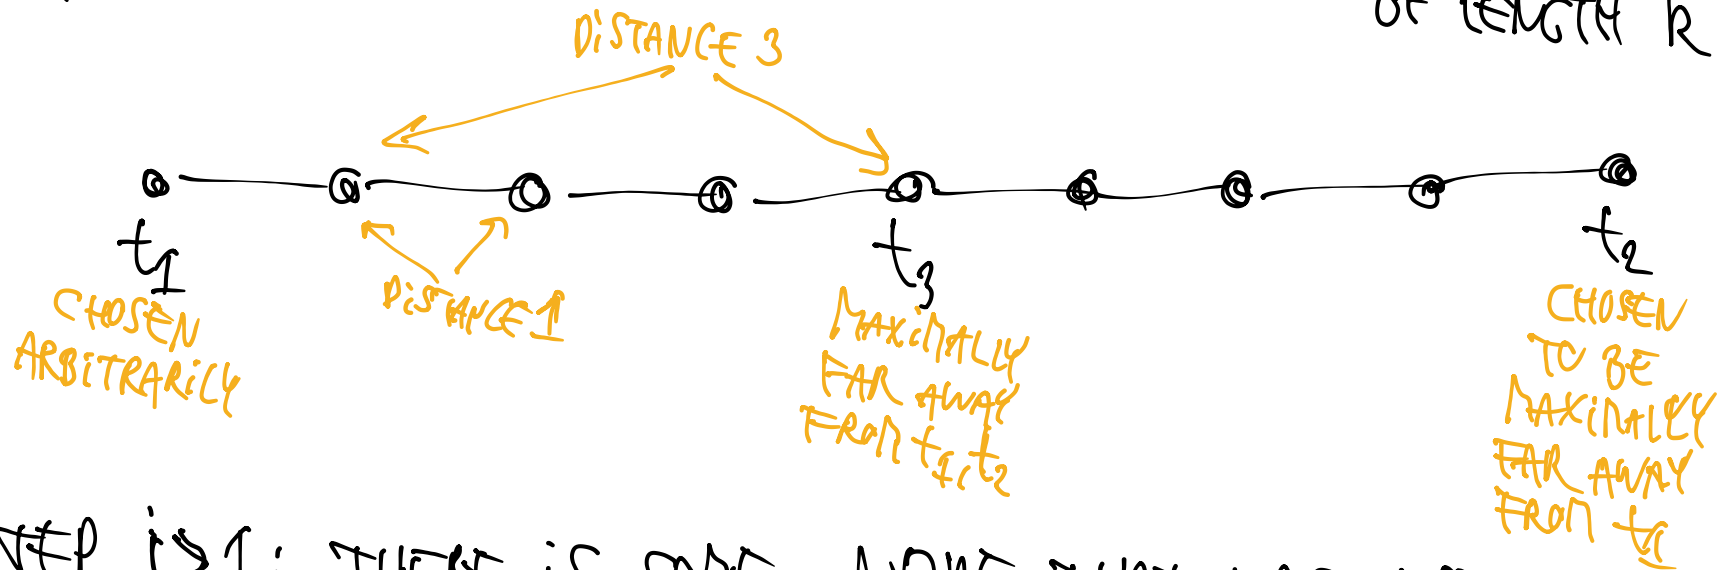 OF LENGTH k
DISTANCE 3
t1
t3
t2
DISTANCE 1
CHOSEN
ARBITRARILY
MAXIMALLY
FAR AWAY
FROM t1, t2
CHOSEN
TO BE
MAXIMALLY
FAR AWAY
FROM t1